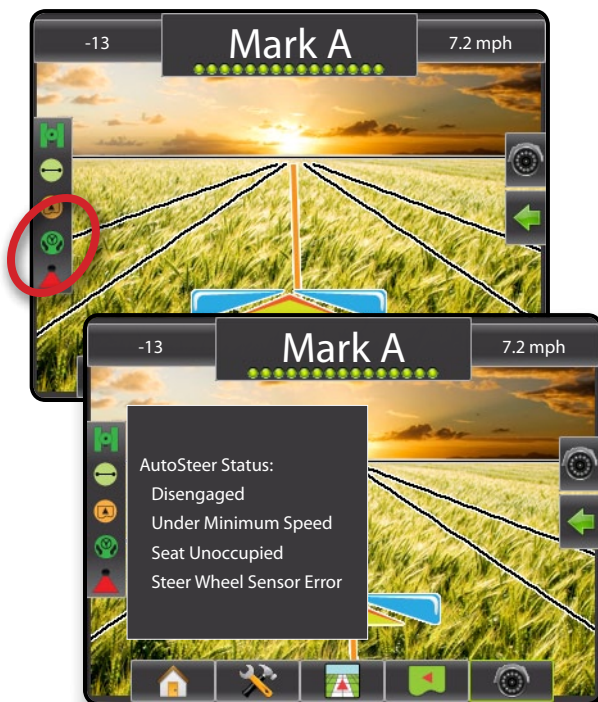 -13
Mark A
7.2 mph
-13
Mark A
7.2 mph
AutoSteer Status:
Disengaged
Under Minimum Speed
Seat Unoccupied
Steer Wheel Sensor Error